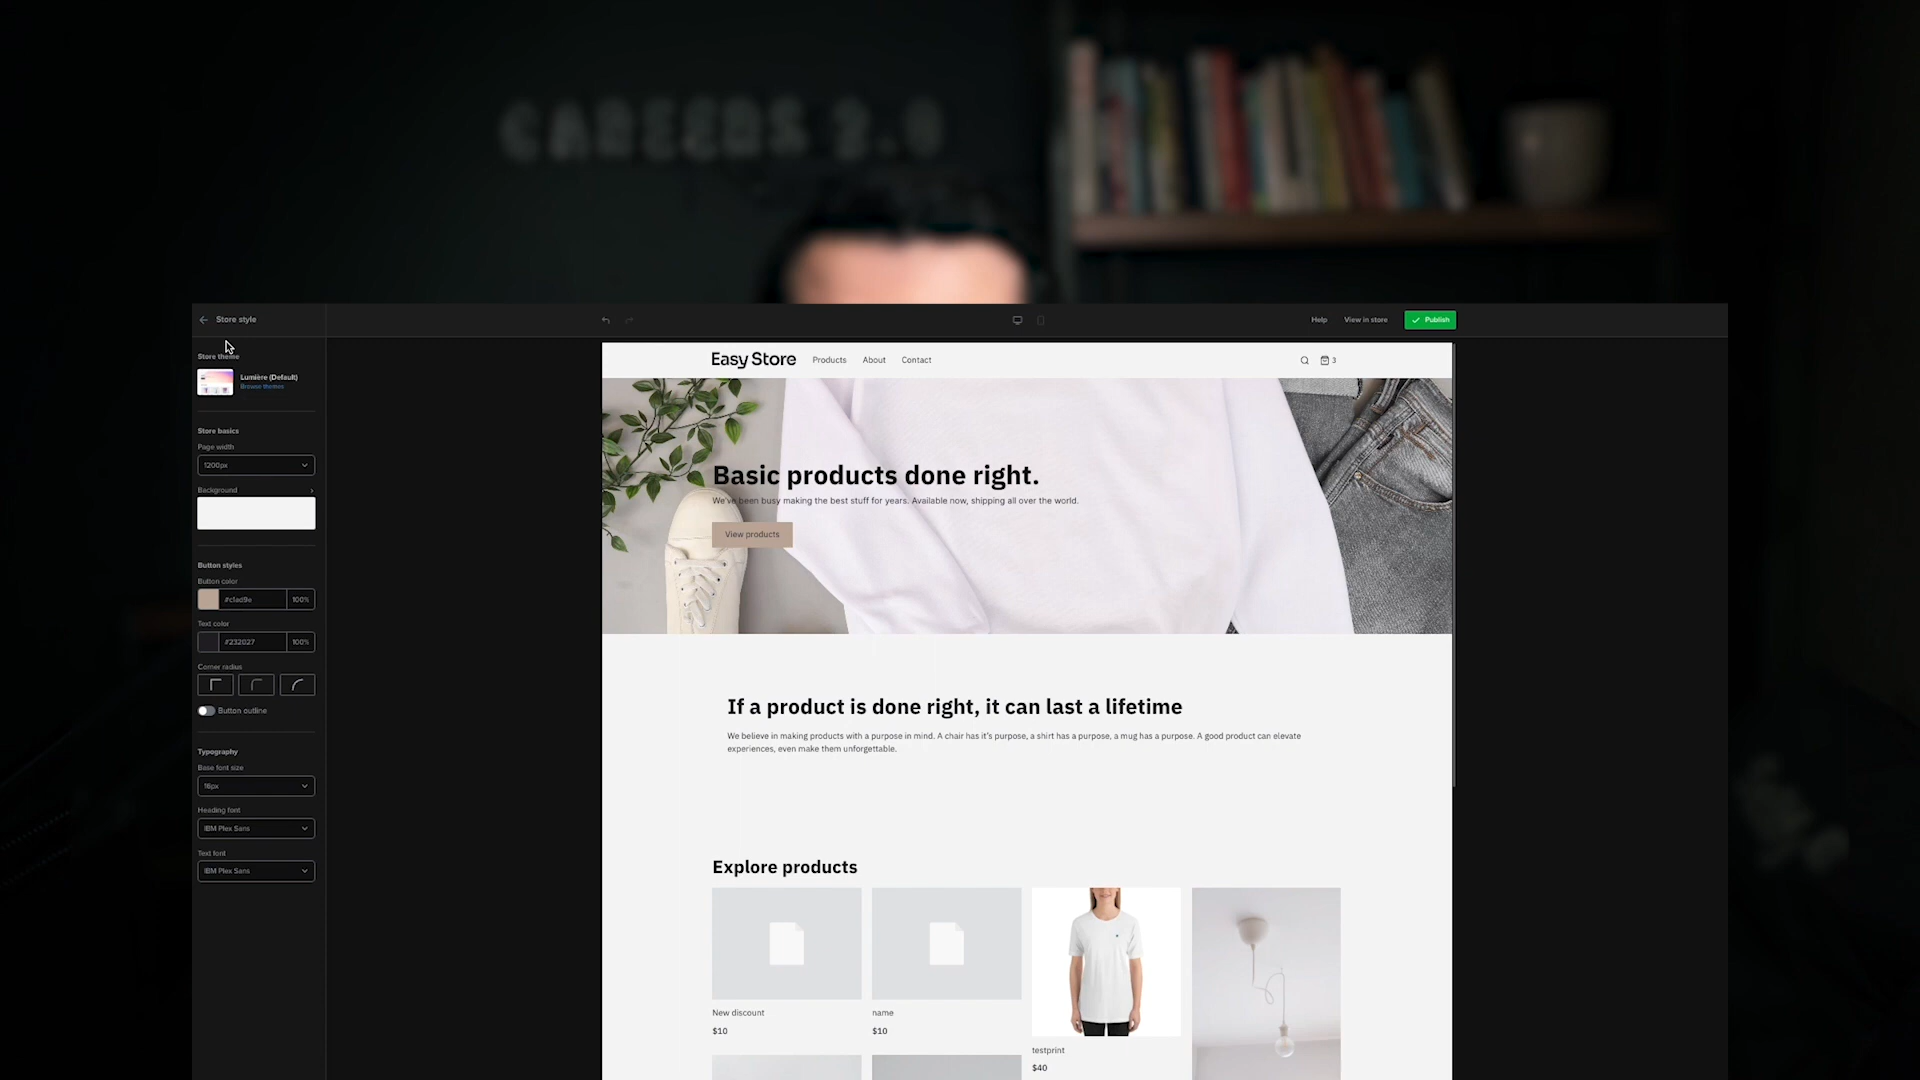 CAREERS 2.0
Store style
Help
View in store
Publish
Store theme
Lumière (Default)
Browse themes
Store basics
Page width
1200px
Background
Button styles
Button color
#c1ad9e
100%
Text color
#232027
100%
Corner radius
Button outline
Typography
Base font size
16px
Heading font
IBM Plex Sans
Text font
IBM Plex Sans
Easy Store
Products
About
Contact
3
Basic products done right.
We've been busy making the best stuff for years. Available now, shipping all over the world.
View products
If a product is done right, it can last a lifetime
We believe in making products with a purpose in mind. A chair has it's purpose, a shirt has a purpose, a mug has a purpose. A good product can elevate
experiences, even make them unforgettable.
Explore products
New discount
$10
name
$10
testprint
$40